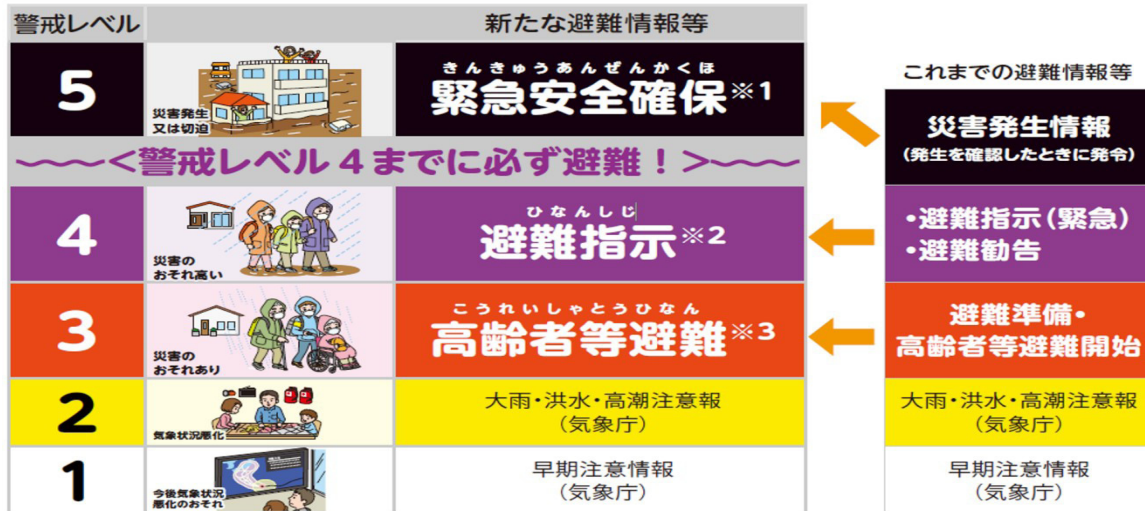 警戒レベル
新たな避難情報等
5
災害発生
又は切迫
きんきゅうあんぜんかくほ
緊急安全確保※1
〜〜〜<警戒レベル4までに必ず避難！>〜〜〜
4
災害の
おそれ高い
ひなんしじ
避難指示※2
3
災害の
おそれあり
こうれいしゃとうひなん
高齢者等避難※3
2
気象状況悪化
大雨・洪水・高潮注意報
(気象庁)
1
今後気象状況
悪化のおそれ
早期注意情報
(気象庁)
これまでの避難情報等
災害発生情報
(発生を確認したときに発令)
・避難指示(緊急)
・避難勧告
避難準備・
高齢者等避難開始
大雨・洪水・高潮注意報
(気象庁)
早期注意情報
(気象庁)